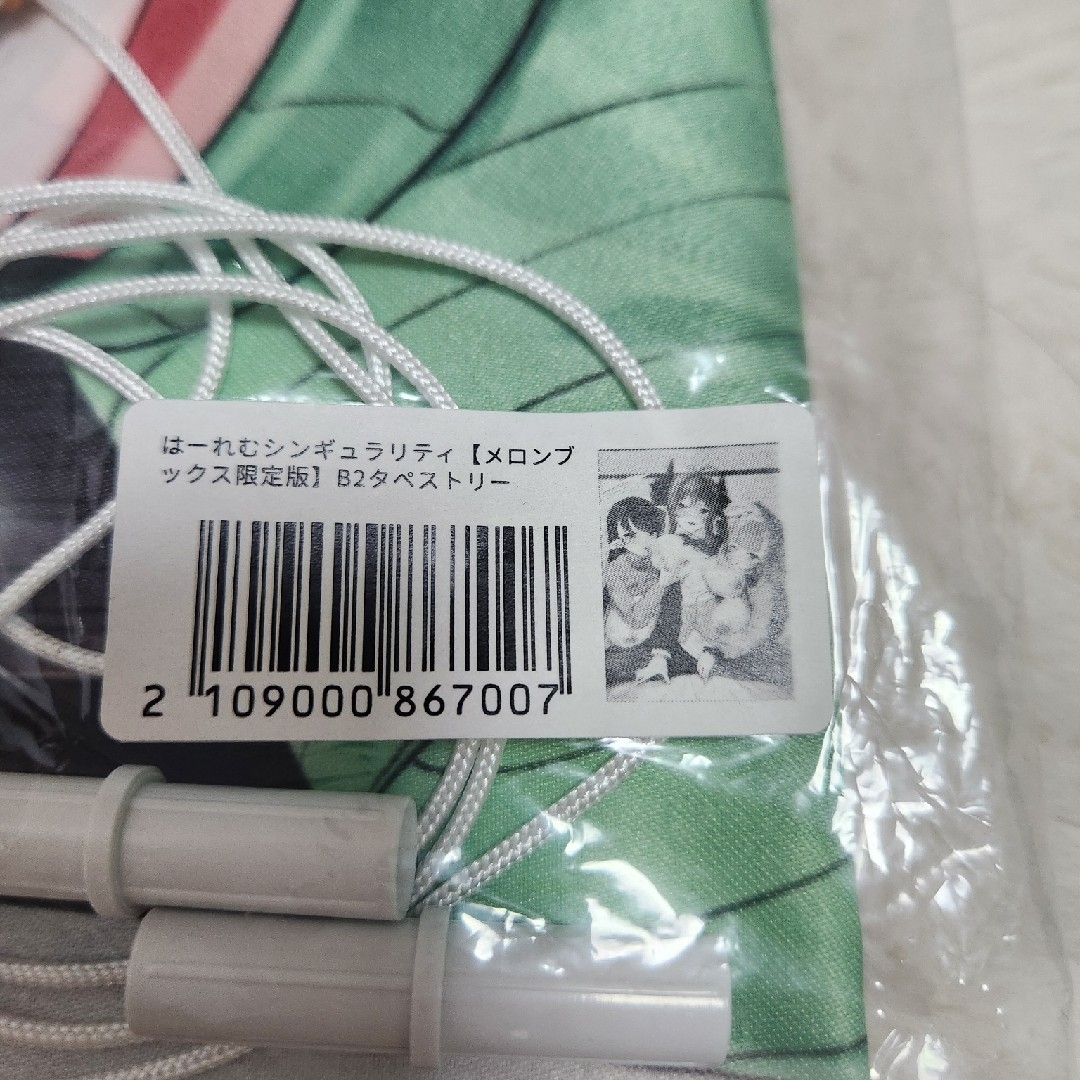 はーれむシンギュラリティ【メロンブ
ックス限定版】B2タペストリー
2 109000 867007